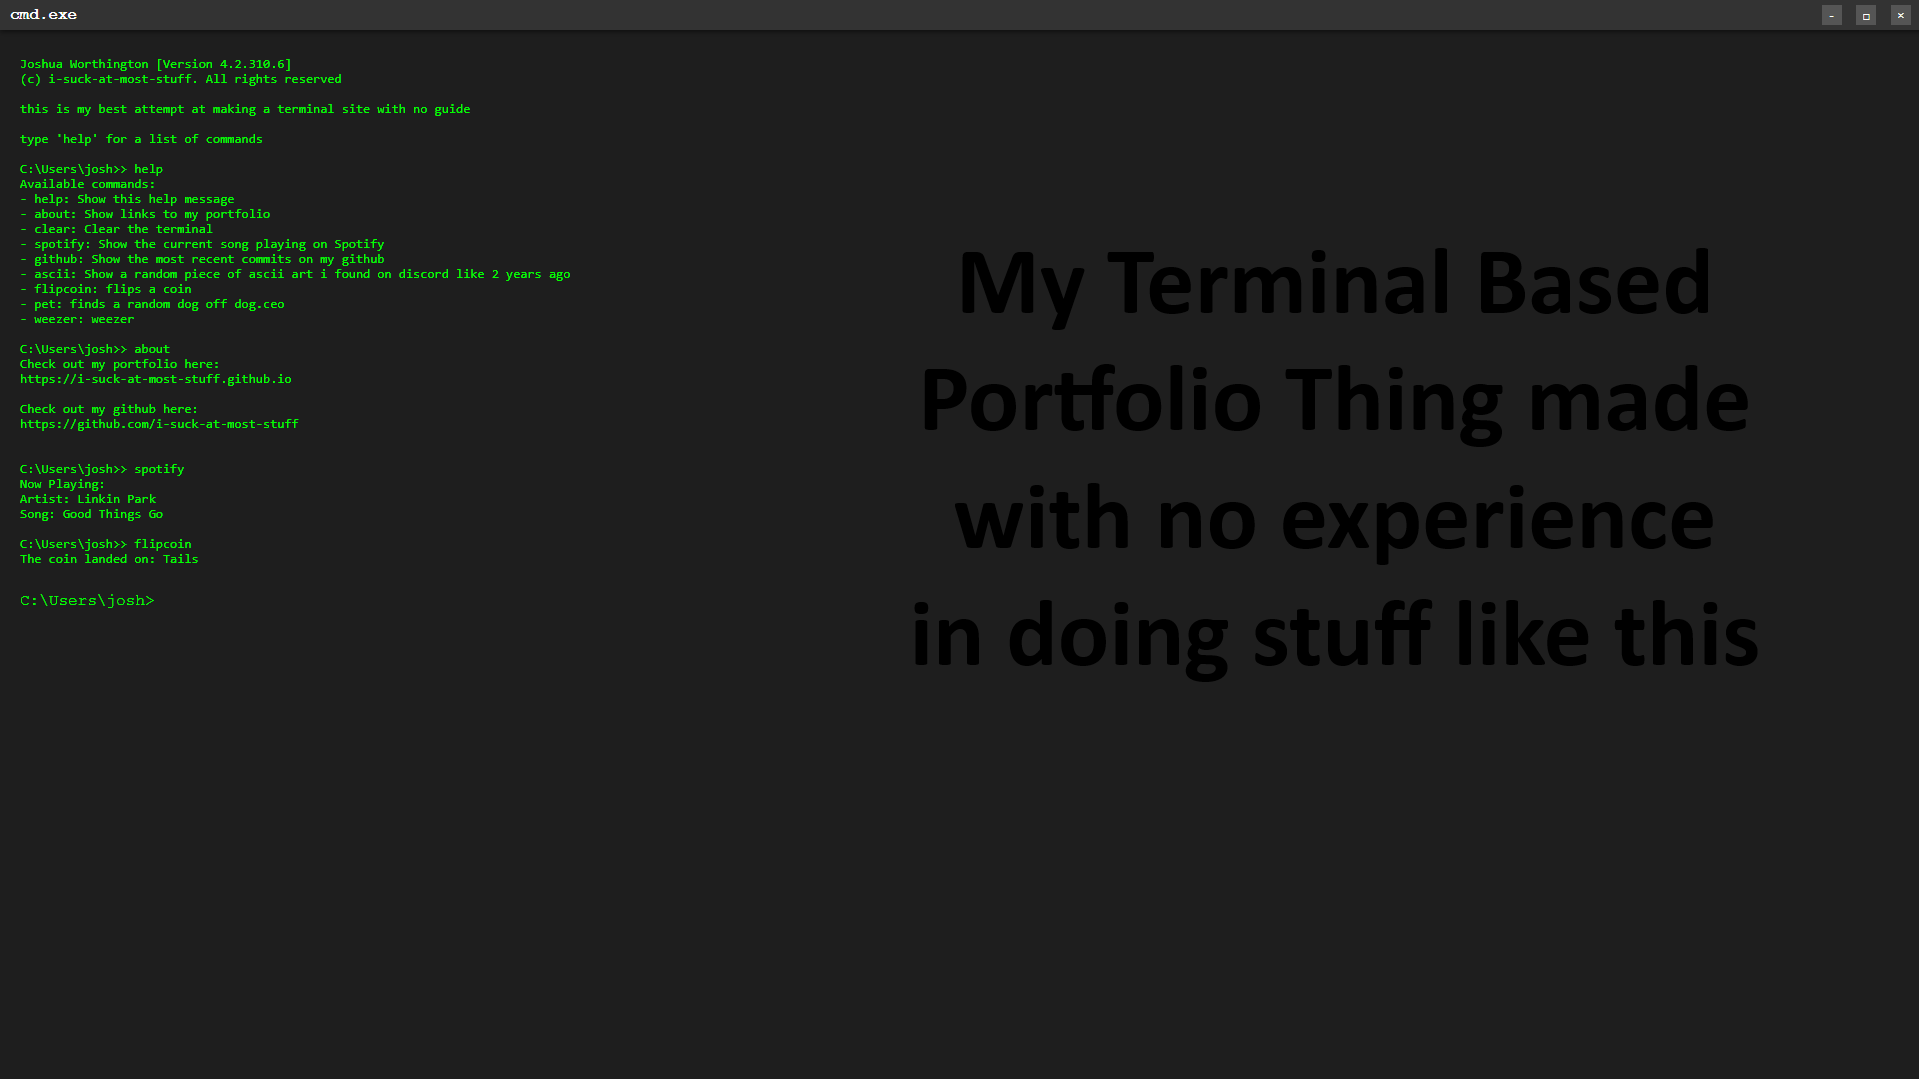 cmd.exe
Joshua Worthington [Version 4.2.310.6]
(c) i-suck-at-most-stuff. All rights reserved
this is my best attempt at making a terminal site with no guide
type 'help' for a list of commands
C:\Users\josh>> help
Available commands:
- help: Show this help message
- about: Show links to my portfolio
- clear: Clear the terminal
- spotify: Show the current song playing on Spotify
- github: Show the most recent commits on my github
- ascii: Show a random piece of ascii art i found on discord like 2 years ago
- flipcoin: flips a coin
- pet: finds a random dog off dog.ceo
- weezer: weezer
C:\Users\josh>> about
Check out my portfolio here:
https://i-suck-at-most-stuff.github.io
Check out my github here:
https://github.com/i-suck-at-most-stuff
C:\Users\josh>> spotify
Now Playing:
Artist: Linkin Park
Song: Good Things Go
C:\Users\josh>> flipcoin
The coin landed on: Tails
C:\Users\josh>
My Terminal Based
Portfolio Thing made
with no experience
in doing stuff like this